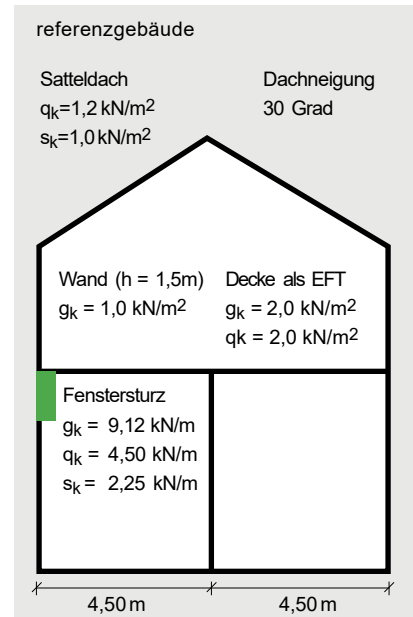 referenzgebäude
Satteldach
qk=1,2 kN/m2
sk=1,0 kN/m2
Dachneigung
30 Grad
Wand (h = 1,5m)
gk = 1,0 kN/m2
Decke als EFT
gk = 2,0 kN/m2
qk = 2,0 kN/m2
Fenstersturz
gk = 9,12 kN/m
qk = 4,50 kN/m
sk = 2,25 kN/m
4,50 m
4,50 m